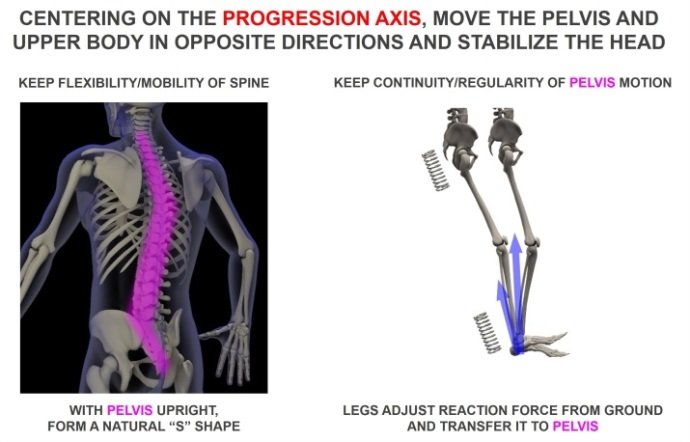 CENTERING ON THE PROGRESSION AXIS, MOVE THE PELVIS AND
UPPER BODY IN OPPOSITE DIRECTIONS AND STABILIZE THE HEAD
KEEP FLEXIBILITY/MOBILITY OF SPINE
WITH PELVIS UPRIGHT,
FORM A NATURAL “S” SHAPE
KEEP CONTINUITY/REGULARITY OF PELVIS MOTION
LEGS ADJUST REACTION FORCE FROM GROUND
AND TRANSFER IT TO PELVIS